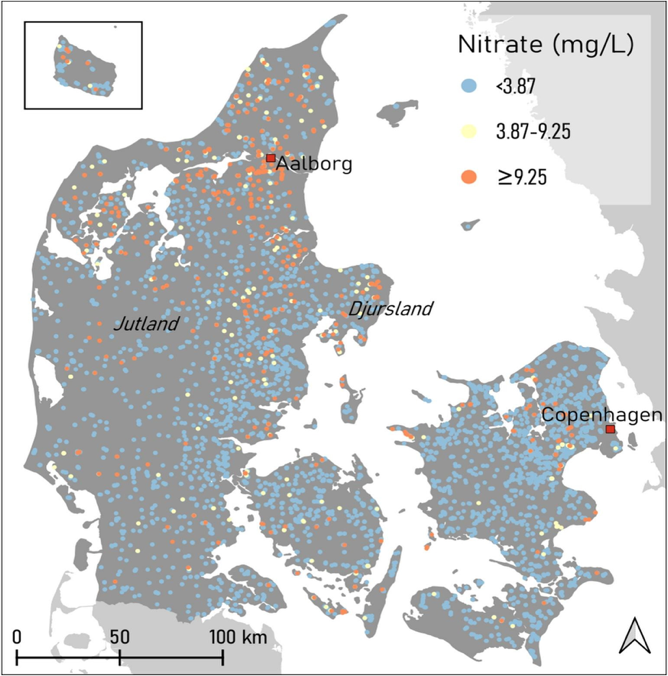 Nitrate (mg/L)
<3.87
3.87-9.25
≥9.25
Aalborg
Jutland
Djursland
Copenhagen
0 50 100 km